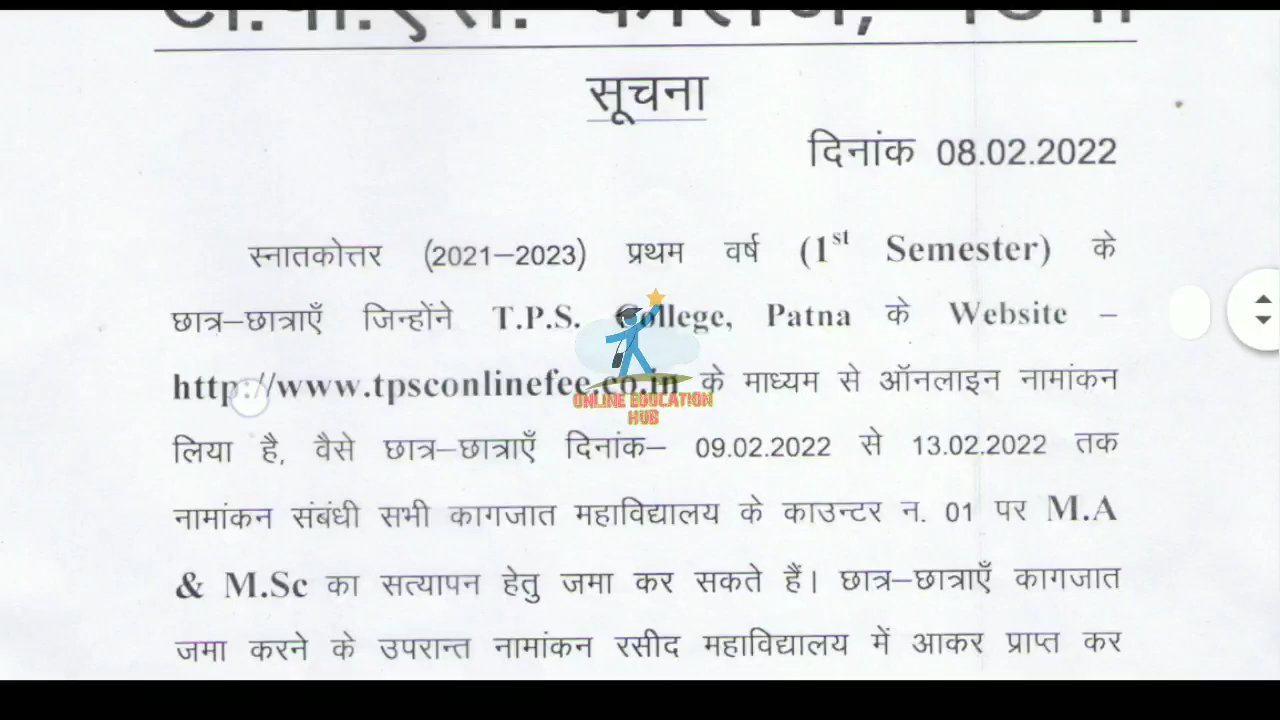 टी.पी.एस. कॉलेज, पटना
सूचना
दिनांक 08.02.2022
स्नातकोत्तर (2021–2023) प्रथम वर्ष (1st Semester) के
छात्र–छात्राएँ जिन्होंने T.P.S. College, Patna के Website –
http://www.tpsconlinefee.co.in के माध्यम से ऑनलाइन नामांकन
लिया है, वैसे छात्र–छात्राएँ दिनांक– 09.02.2022 से 13.02.2022 तक
नामांकन संबंधी सभी कागजात महाविद्यालय के काउन्टर न. 01 पर M.A
& M.Sc का सत्यापन हेतु जमा कर सकते हैं। छात्र–छात्राएँ कागजात
जमा करने के उपरान्त नामांकन रसीद महाविद्यालय में आकर प्राप्त कर
ONLINE EDUCATION
HUB